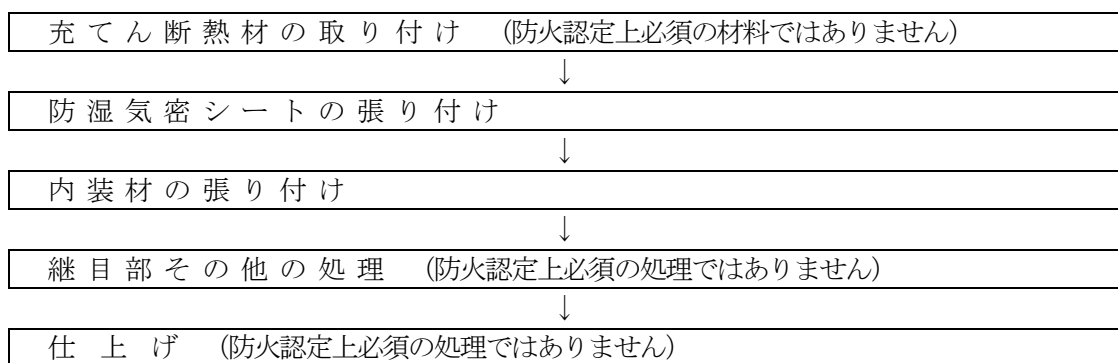 充てん断熱材の取り付け (防火認定上必須の材料ではありません)
↓
防湿気密シートの張り付け
↓
内装材の張り付け
↓
継目部その他の処理 (防火認定上必須の処理ではありません)
↓
仕上げ (防火認定上必須の処理ではありません)